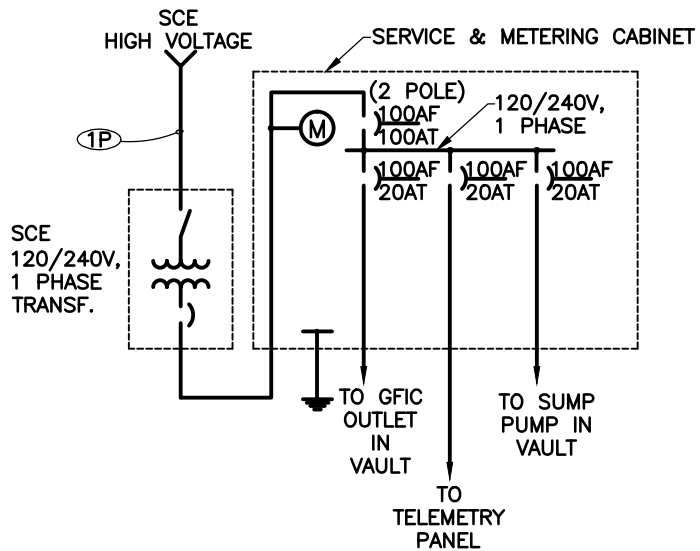 SCE
HIGH VOLTAGE
SERVICE & METERING CABINET
(2 POLE)
100AF
100AT
120/240V,
1 PHASE
M
1P
100AF
20AT
100AF
20AT
100AF
20AT
SCE
120/240V,
1 PHASE
TRANSF.
TO GFIC
OUTLET
IN
VAULT
TO SUMP
PUMP IN
VAULT
TO
TELEMETRY
PANEL